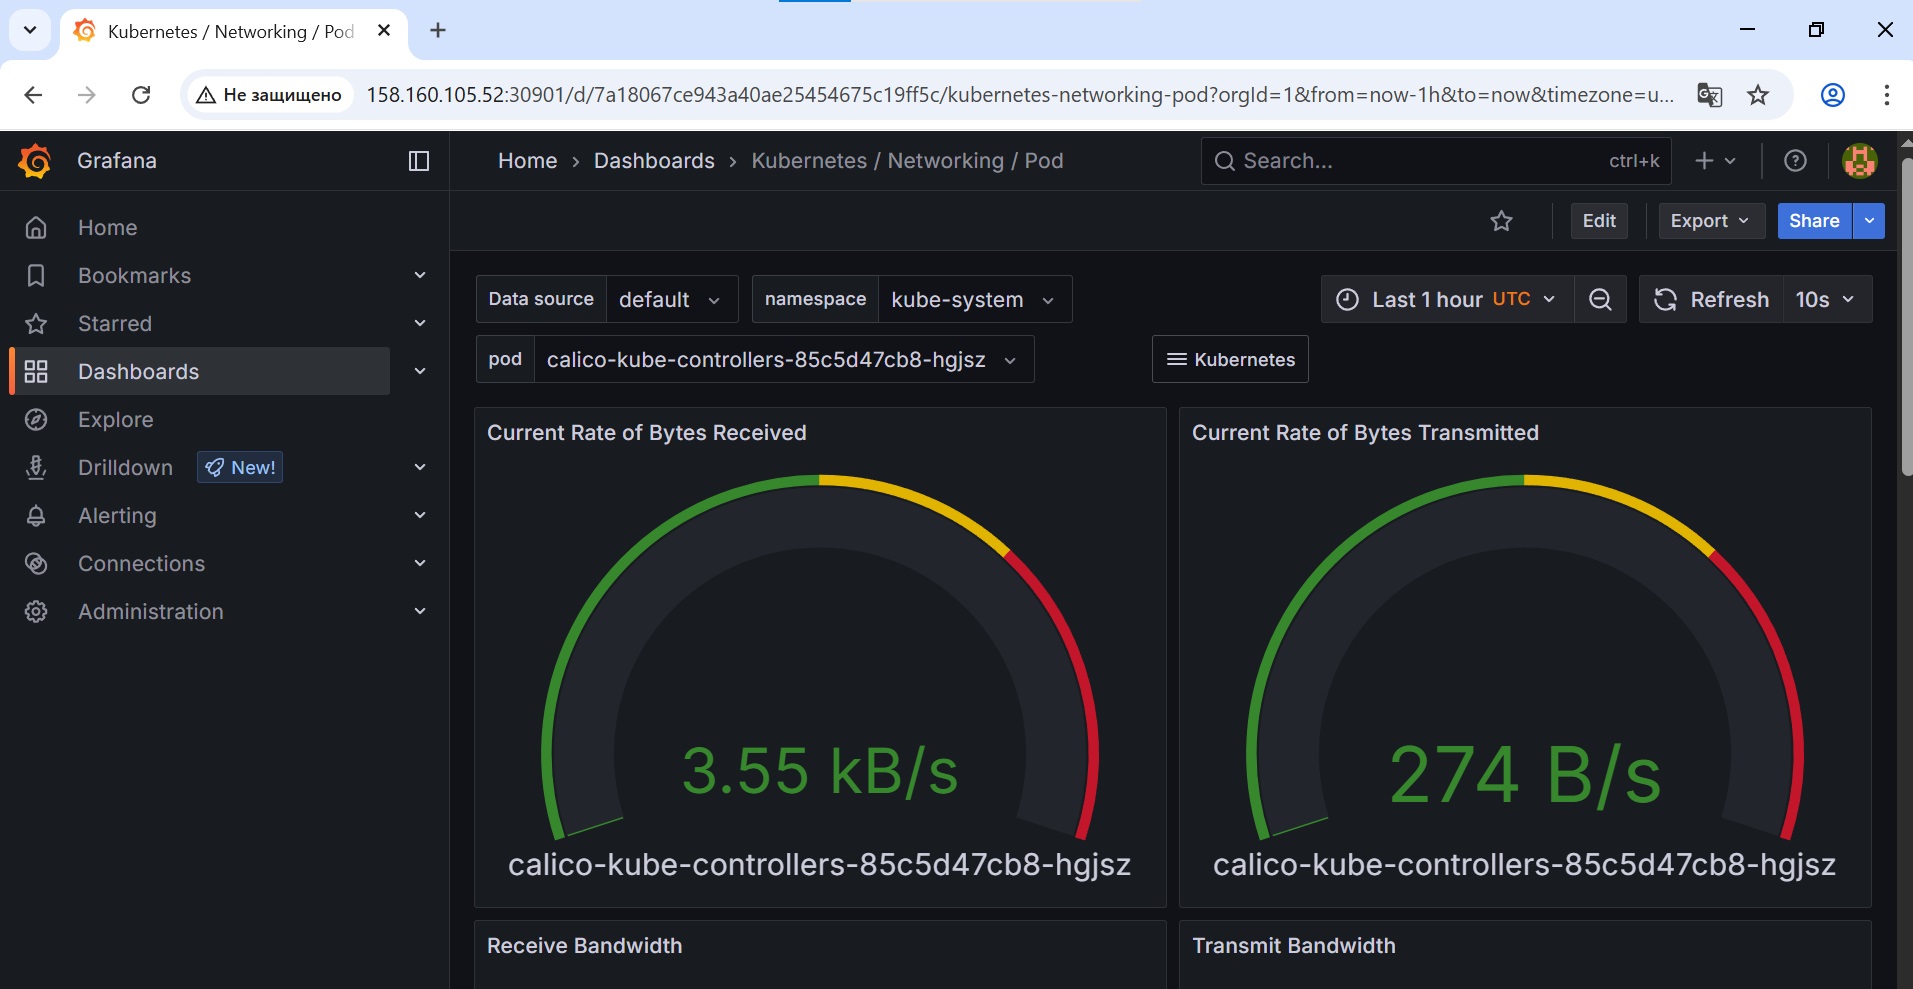 Kubernetes / Networking / Pod
Не защищено 158.160.105.52:30901/d/7a18067ce943a40ae25454675c19ff5c/kubernetes-networking-pod?orgId=1&from=now-1h&to=now&timezone=u...
Grafana
Home › Dashboards › Kubernetes / Networking / Pod
Search... ctrl+k
Home
Bookmarks
Starred
Dashboards
Explore
Drilldown New!
Alerting
Connections
Administration
Edit Export Share
Data source default namespace kube-system Last 1 hour UTC Refresh 10s
pod calico-kube-controllers-85c5d47cb8-hgjsz Kubernetes
Current Rate of Bytes Received
3.55 kB/s
calico-kube-controllers-85c5d47cb8-hgjsz
Current Rate of Bytes Transmitted
274 B/s
calico-kube-controllers-85c5d47cb8-hgjsz
Receive Bandwidth
Transmit Bandwidth